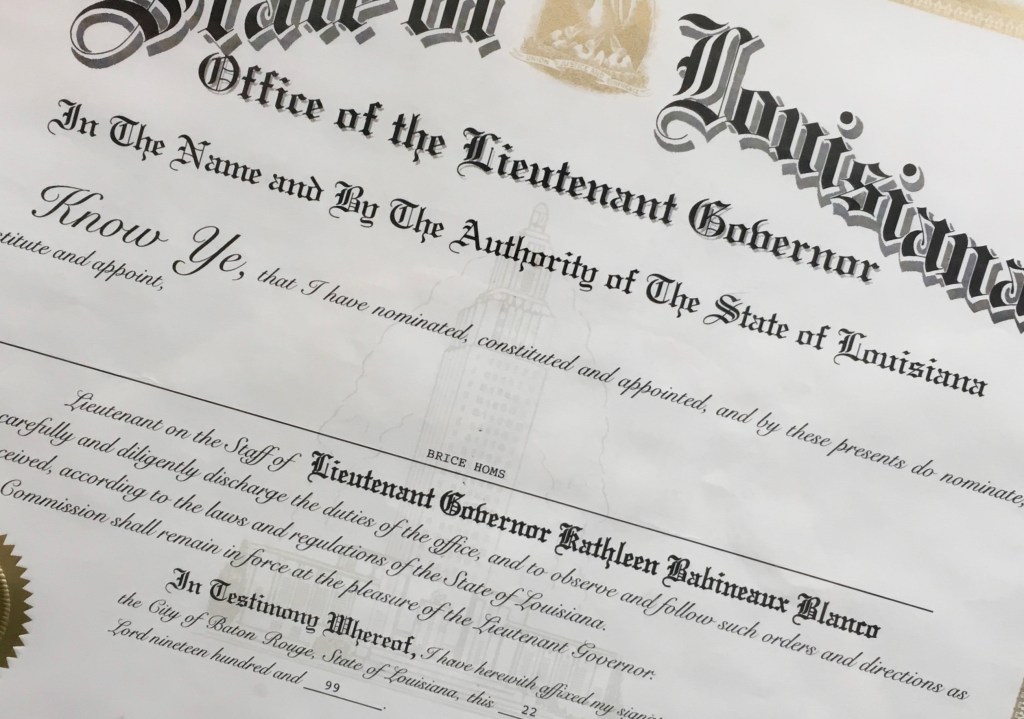 State of Louisiana
Office of the Lieutenant Governor
In The Name and By The Authority of The State of Louisiana
Know Ye, that I have nominated, constituted and appointed, and by these presents do nominate,
and appoint,
BRICE HOMS
Lieutenant on the Staff of Lieutenant Governor Kathleen Babineaux Blanco
carefully and diligently discharge the duties of the office, and to observe and follow such orders and directions as
according to the laws and regulations of the State of Louisiana.
Commission shall remain in force at the pleasure of the Lieutenant Governor.
In Testimony Whereof, I have herewith affixed my
the City of Baton Rouge, State of Louisiana, this 22
Lord nineteen hundred and 99.